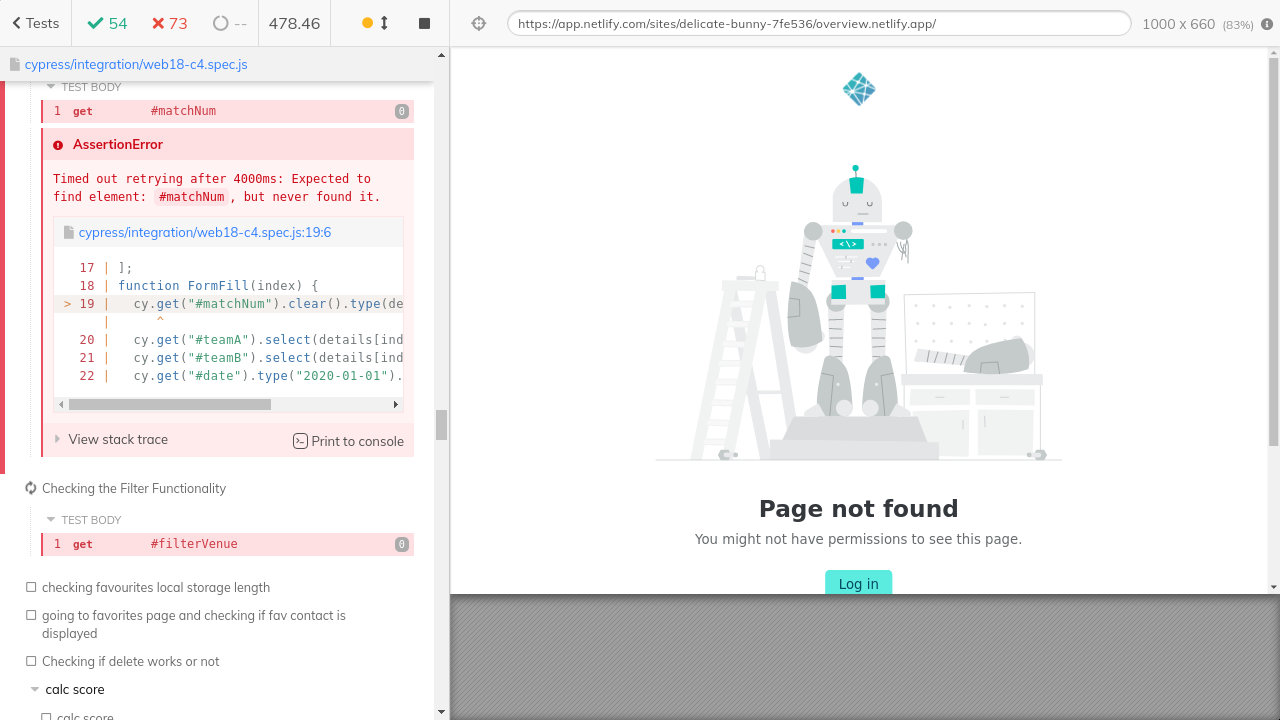 Tests
54
73
--
478.46
https://app.netlify.com/sites/delicate-bunny-7fe536/overview.netlify.app/
1000 x 660 (83%)
cypress/integration/web18-c4.spec.js
TEST BODY
1 get #matchNum 0
AssertionError
Timed out retrying after 4000ms: Expected to
find element: #matchNum, but never found it.
cypress/integration/web18-c4.spec.js:19:6
17 | ];
18 | function FormFill(index) {
> 19 | cy.get("#matchNum").clear().type(de
| ^
20 | cy.get("#teamA").select(details[ind
21 | cy.get("#teamB").select(details[ind
22 | cy.get("#date").type("2020-01-01").
View stack trace
Print to console
Checking the Filter Functionality
TEST BODY
1 get #filterVenue 0
checking favourites local storage length
going to favorites page and checking if fav contact is
displayed
Checking if delete works or not
calc score
calc score
</>
Page not found
You might not have permissions to see this page.
Log in